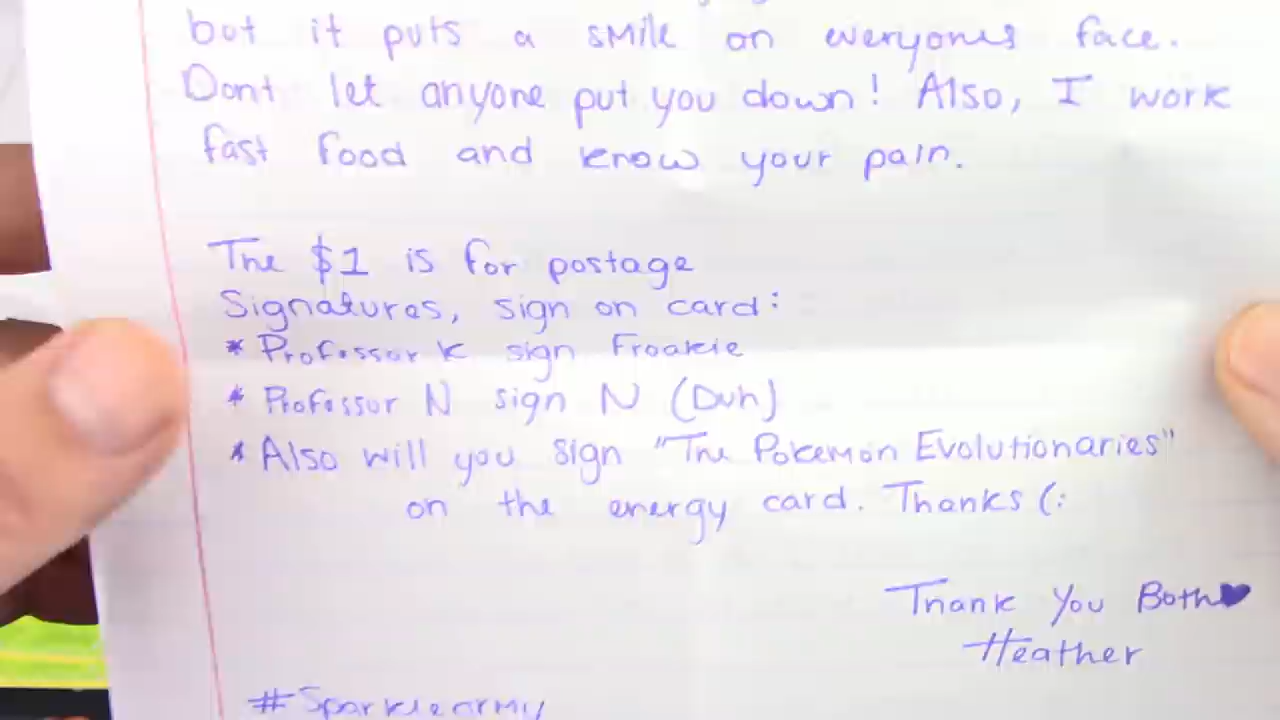 but it puts a smile on everyones face.
Dont let anyone put you down! Also, I work
fast food and know your pain.
The $1 is for postage
Signatures, sign on card:
* Professor K sign Froakie
* Professor N sign N (Duh)
* Also will you sign "The Pokemon Evolutionaries"
on the energy card. Thanks (:
Thank You Both♥
Heather
#Sparklearmy